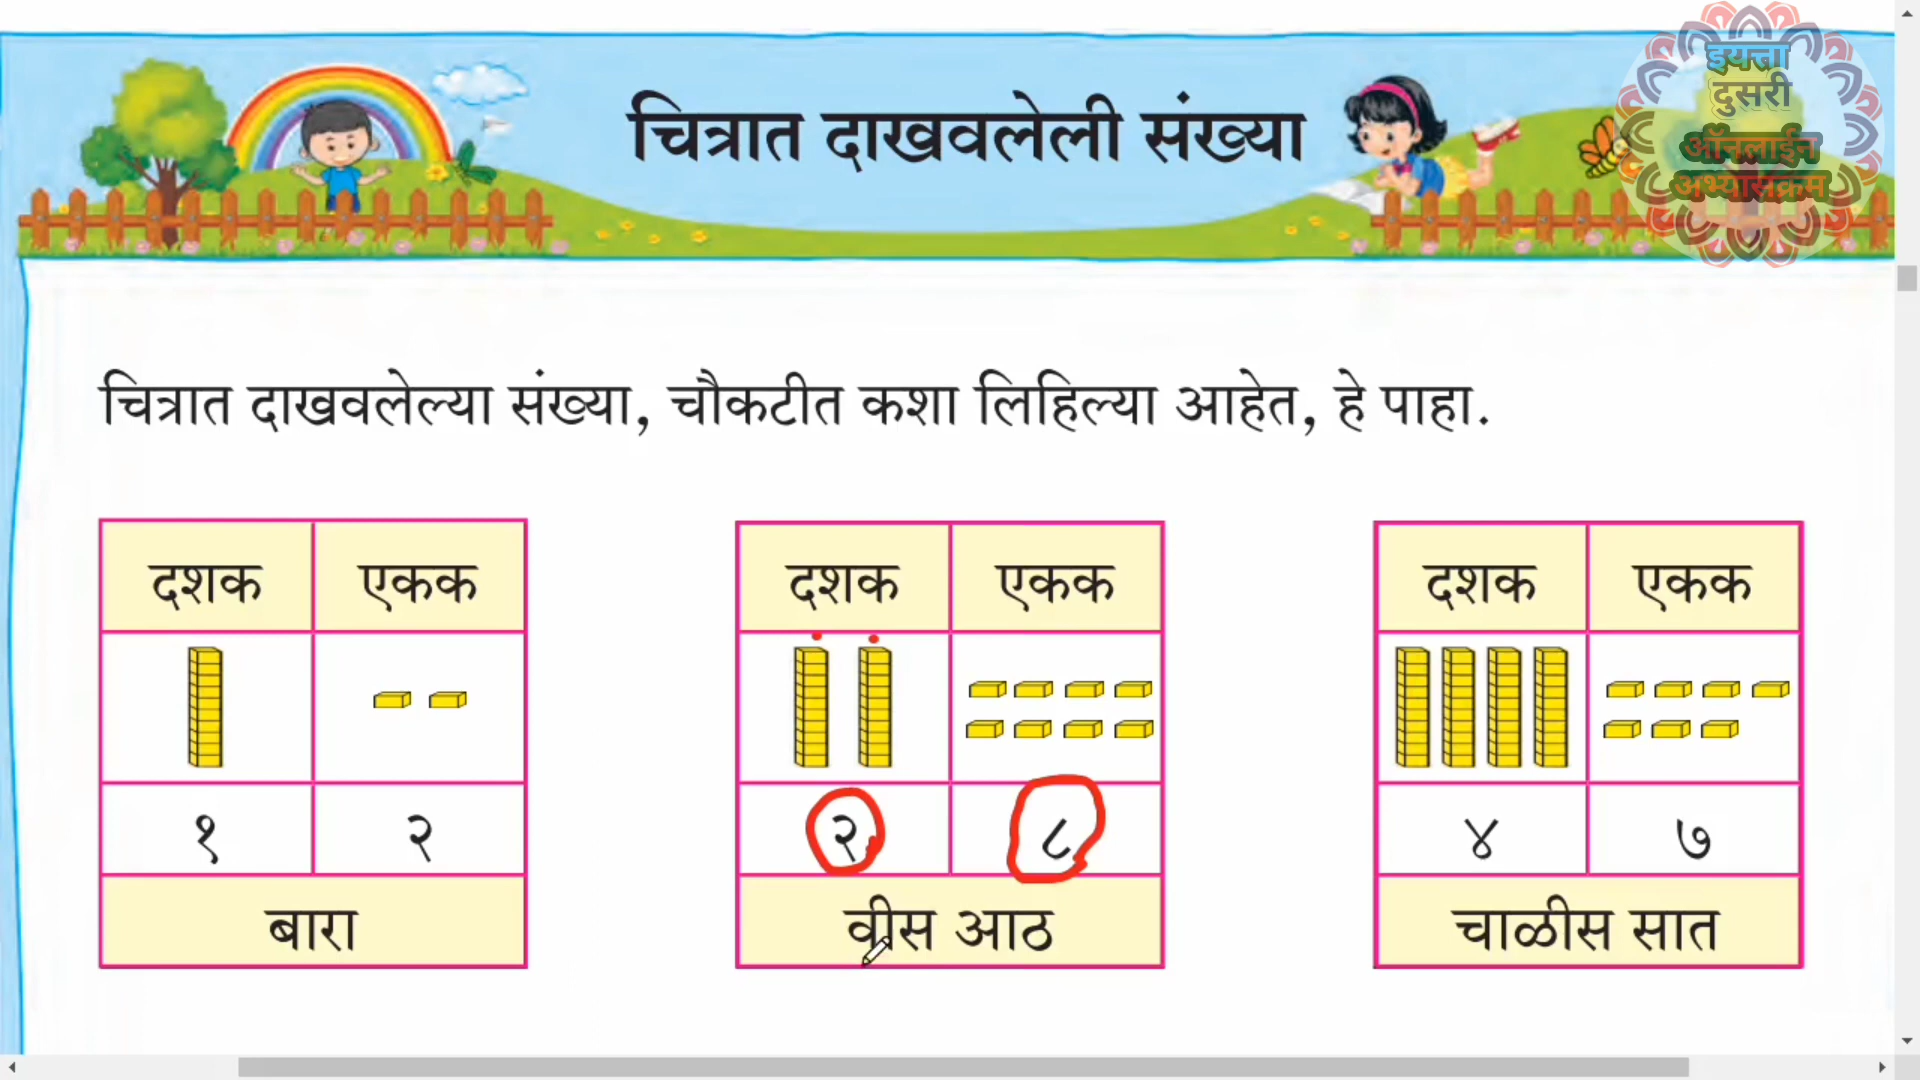 चित्रात दाखवलेली संख्या
इयत्ता
दुसरी
ऑनलाईन
अभ्यासक्रम
चित्रात दाखवलेल्या संख्या, चौकटीत कशा लिहिल्या आहेत, हे पाहा.
दशक एकक
१ २
बारा
दशक एकक
२ ८
वीस आठ
दशक एकक
४ ७
चाळीस सात